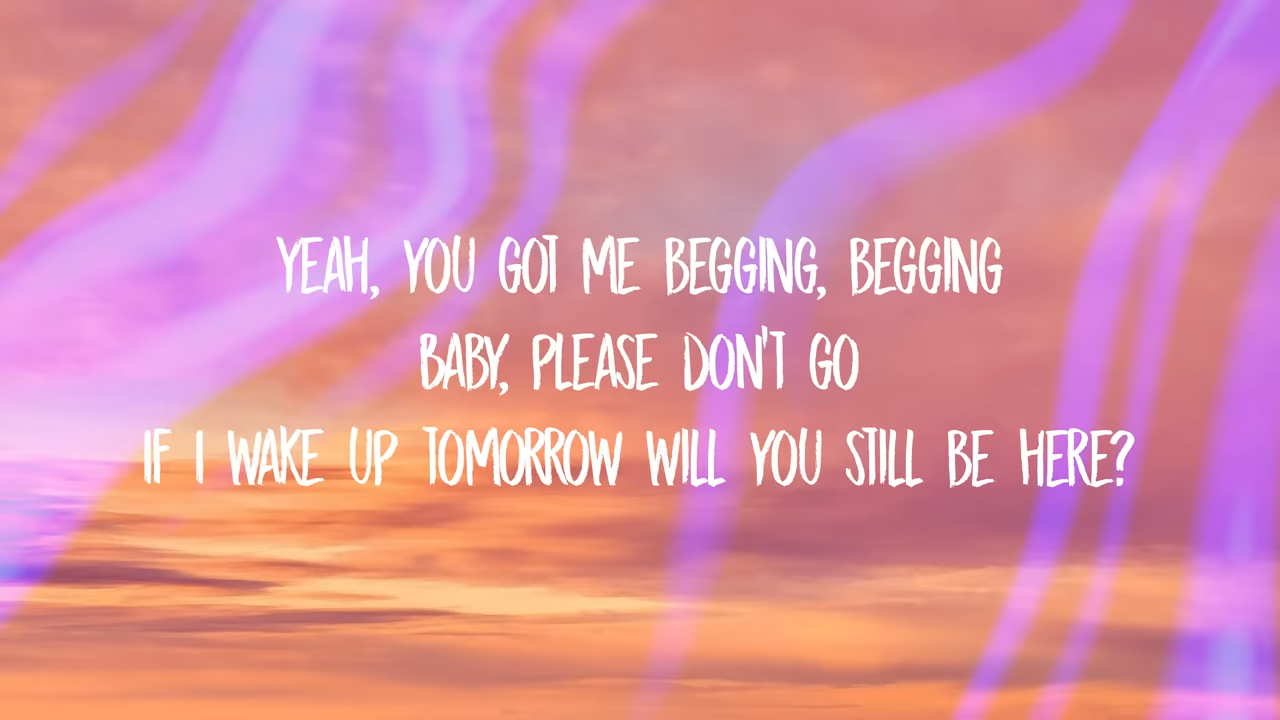 YEAH, YOU GOT ME BEGGING, BEGGING
BABY, PLEASE DON'T GO
IF I WAKE UP TOMORROW WILL YOU STILL BE HERE?